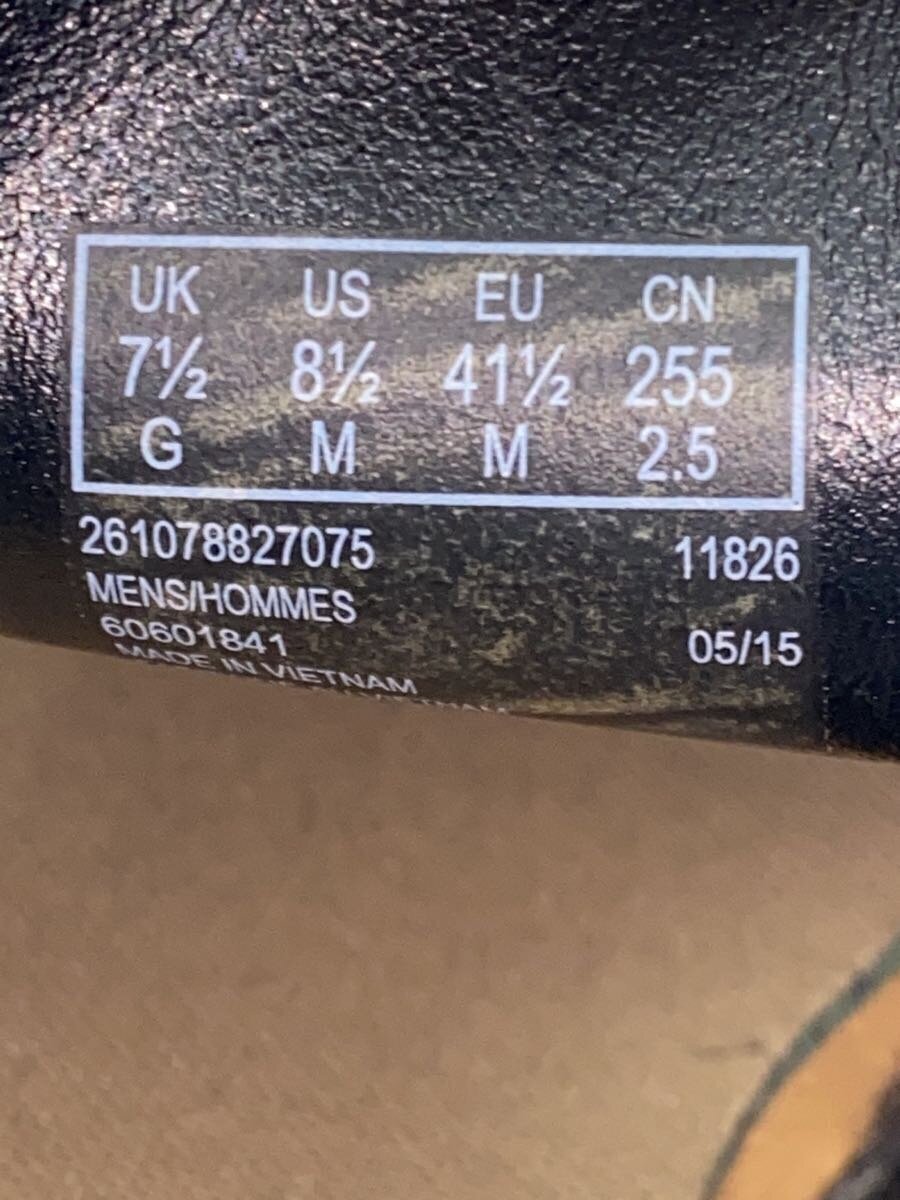 UK US EU CN
7½ 8½ 41½ 255
G M M 2.5
261078827075 11826
MENS/HOMMES
60601841 05/15
MADE IN VIETNAM